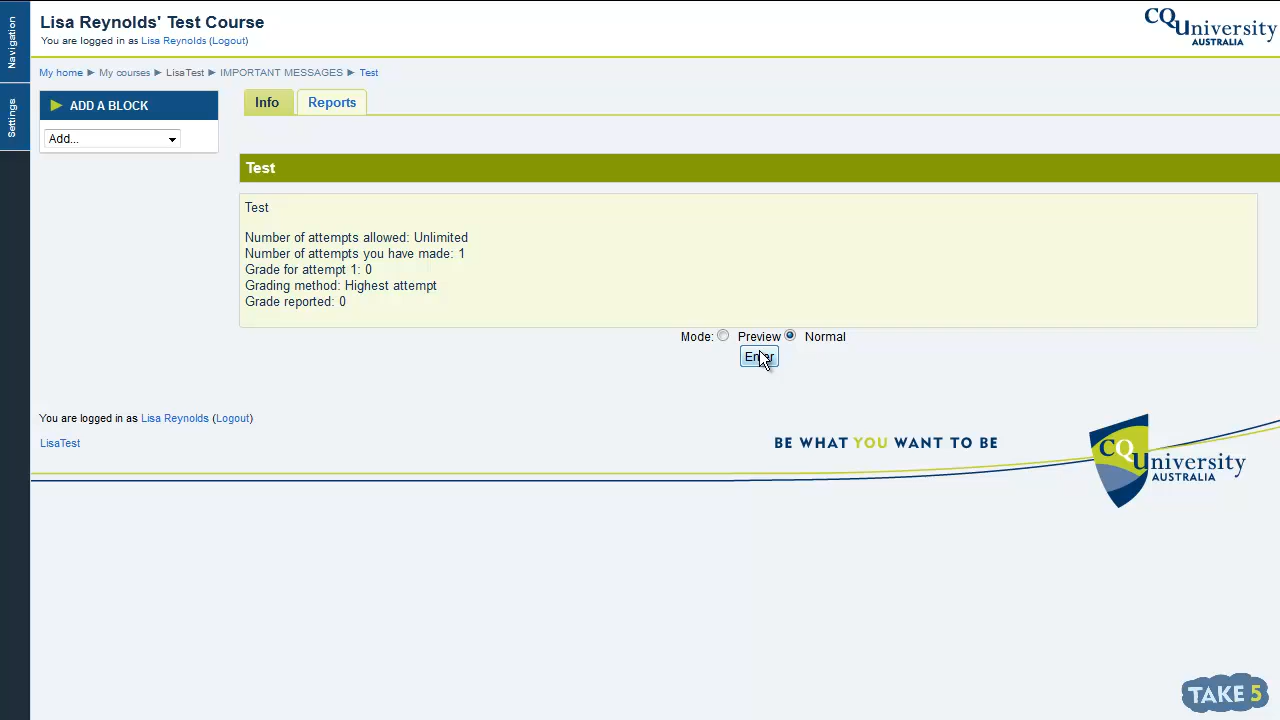 Lisa Reynolds' Test Course
You are logged in as Lisa Reynolds (Logout)
CQUniversity
AUSTRALIA
Navigation
Settings
My home ► My courses ► LisaTest ► IMPORTANT MESSAGES ► Test
ADD A BLOCK
Add...
Info
Reports
Test
Test
Number of attempts allowed: Unlimited
Number of attempts you have made: 1
Grade for attempt 1: 0
Grading method: Highest attempt
Grade reported: 0
Mode: Preview Normal
Enter
You are logged in as Lisa Reynolds (Logout)
LisaTest
BE WHAT YOU WANT TO BE
CQUniversity
AUSTRALIA
TAKE 5